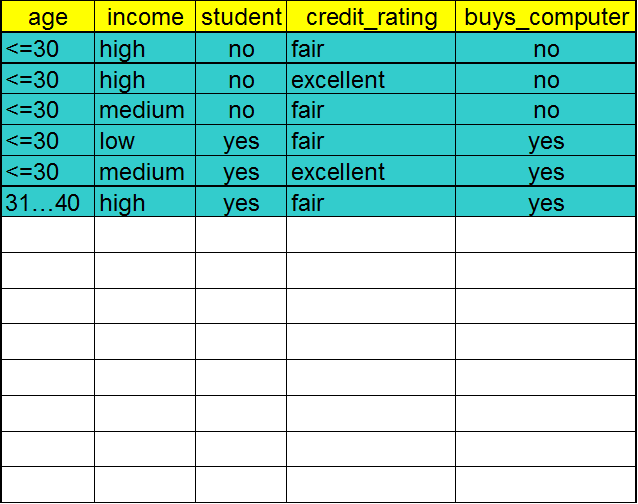 age income student credit_rating buys_computer
<=30 high no fair no
<=30 high no excellent no
<=30 medium no fair no
<=30 low yes fair yes
<=30 medium yes excellent yes
31…40 high yes fair yes